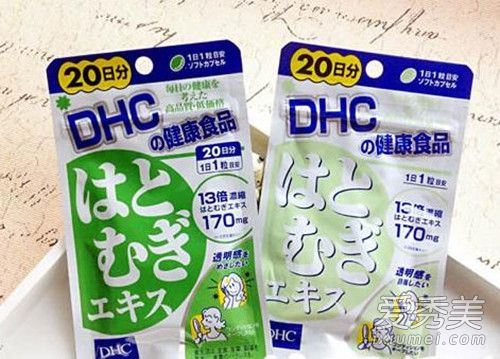 20日分
1日1粒目安
ソフトカプセル
毎日の健康を
考えた
高品質・低価格
DHC
の健康食品
20日分
1日1粒目安
はと
むぎ
エキス
13倍濃縮
はとむぎエキス
170mg
透明感を
めざしたい
DHC
20日分
1日1粒目安
ソフトカプセル
DHC
の健康食品
はと
むぎ
エキス
13倍濃縮
はとむぎエキス
170mg
透明感を
目指したい
DHC
爱秀美
ixiumei.com